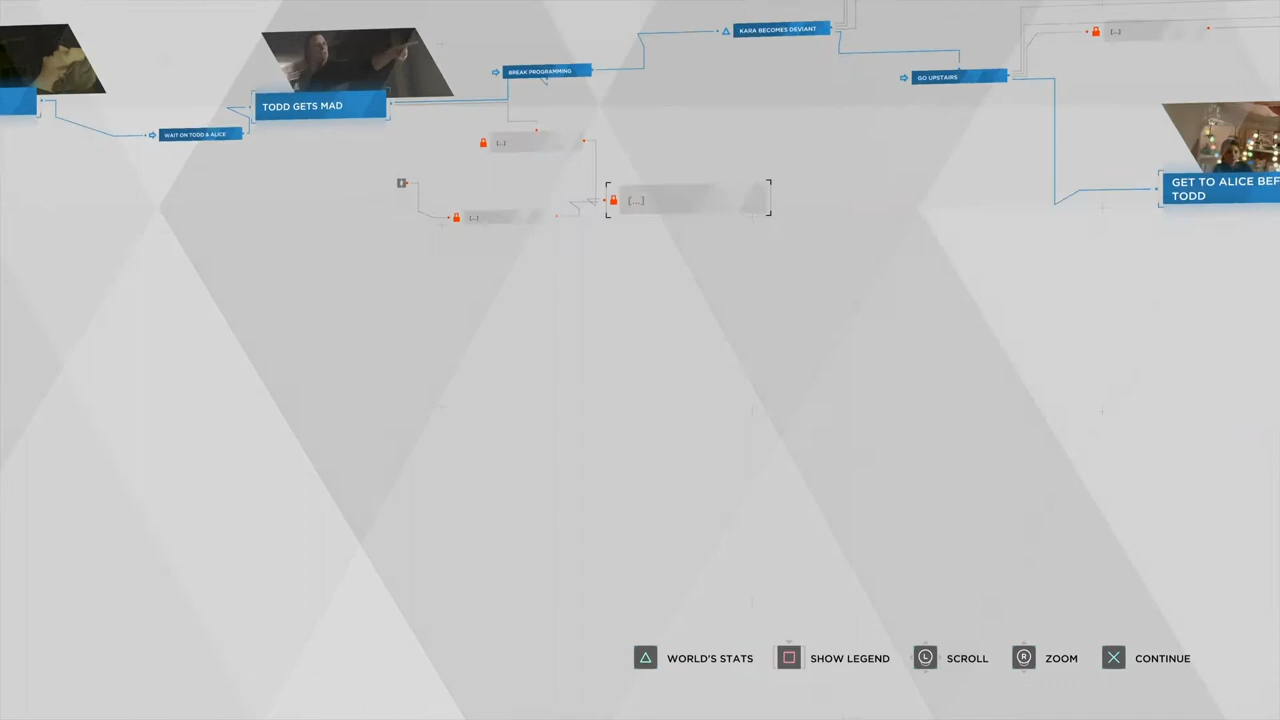 KARA BECOMES DEVIANT
[...]
BREAK PROGRAMMING
GO UPSTAIRS
TODD GETS MAD
WAIT ON TODD & ALICE
[...]
GET TO ALICE BEF
TODD
[...]
[...]
WORLD'S STATS
SHOW LEGEND
L
SCROLL
R
ZOOM
CONTINUE